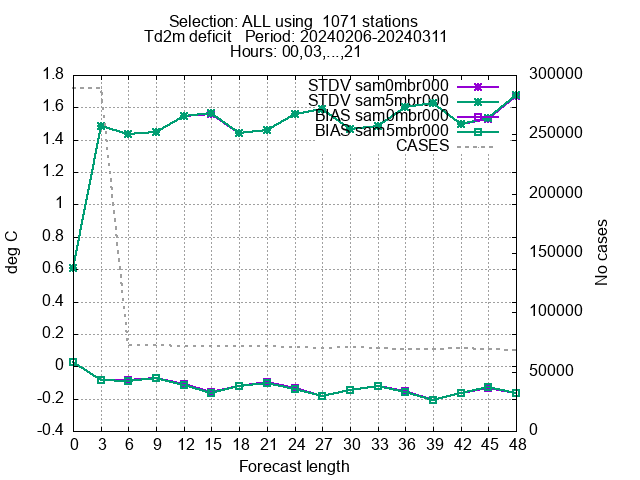 Selection: ALL using  1071 stations
Td2m deficit   Period: 20240206-20240311
Hours: 00,03,...,21
STDV sam0mbr000
STDV sam5mbr000
BIAS sam0mbr000
BIAS sam5mbr000
CASES
1.8
1.6
1.4
1.2
1
0.8
0.6
0.4
0.2
0
-0.2
-0.4
deg C
300000
250000
200000
150000
100000
50000
0
No cases
0 3 6 9 12 15 18 21 24 27 30 33 36 39 42 45 48
Forecast length